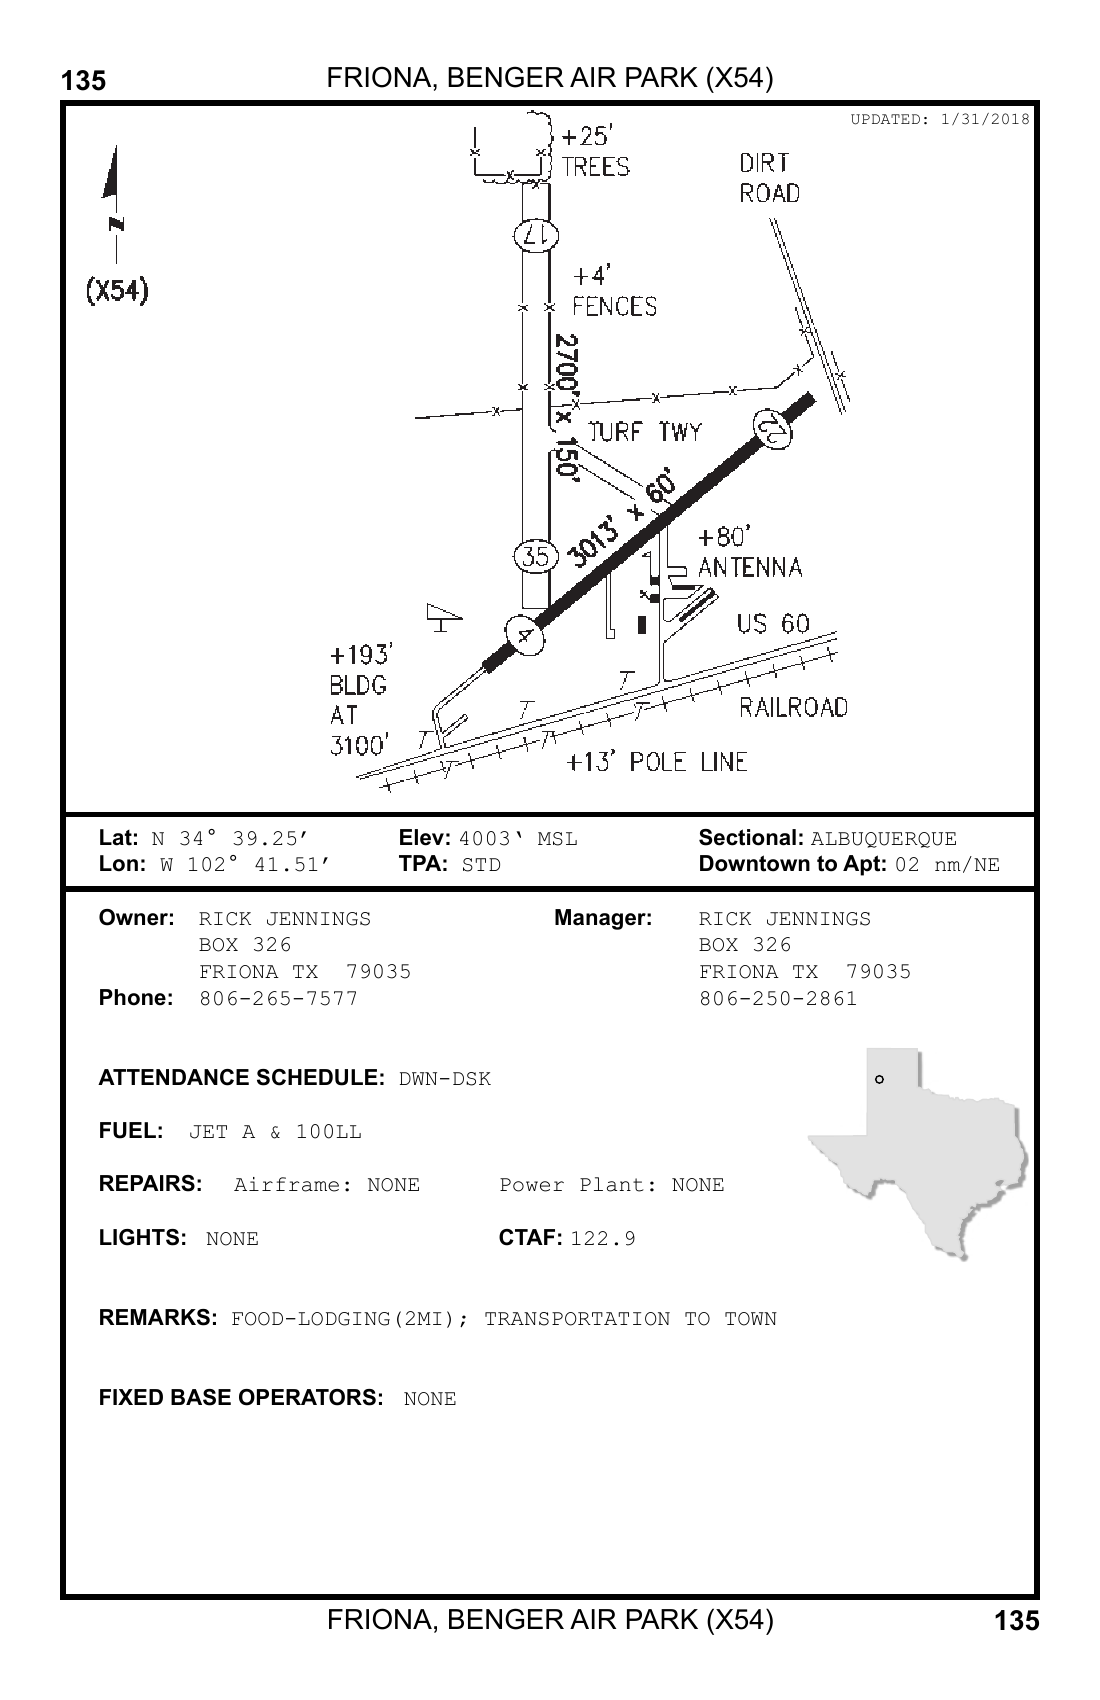 135
FRIONA, BENGER AIR PARK (X54)
UPDATED: 1/31/2018
+25'
TREES
DIRT
ROAD
N
(X54)
17
+4'
FENCES
2700' x 150'
TURF TWY
22
3013' x 60'
35
+80'
ANTENNA
4
US 60
+193'
BLDG
AT
3100'
RAILROAD
+13' POLE LINE
Lat: N 34° 39.25’ Elev: 4003‘ MSL Sectional: ALBUQUERQUE
Lon: W 102° 41.51’ TPA: STD Downtown to Apt: 02 nm/NE
Owner: RICK JENNINGS Manager: RICK JENNINGS
BOX 326 BOX 326
FRIONA TX 79035 FRIONA TX 79035
Phone: 806-265-7577 806-250-2861
ATTENDANCE SCHEDULE: DWN-DSK
FUEL: JET A & 100LL
REPAIRS: Airframe: NONE Power Plant: NONE
LIGHTS: NONE CTAF: 122.9
REMARKS: FOOD-LODGING(2MI); TRANSPORTATION TO TOWN
FIXED BASE OPERATORS: NONE
FRIONA, BENGER AIR PARK (X54)
135